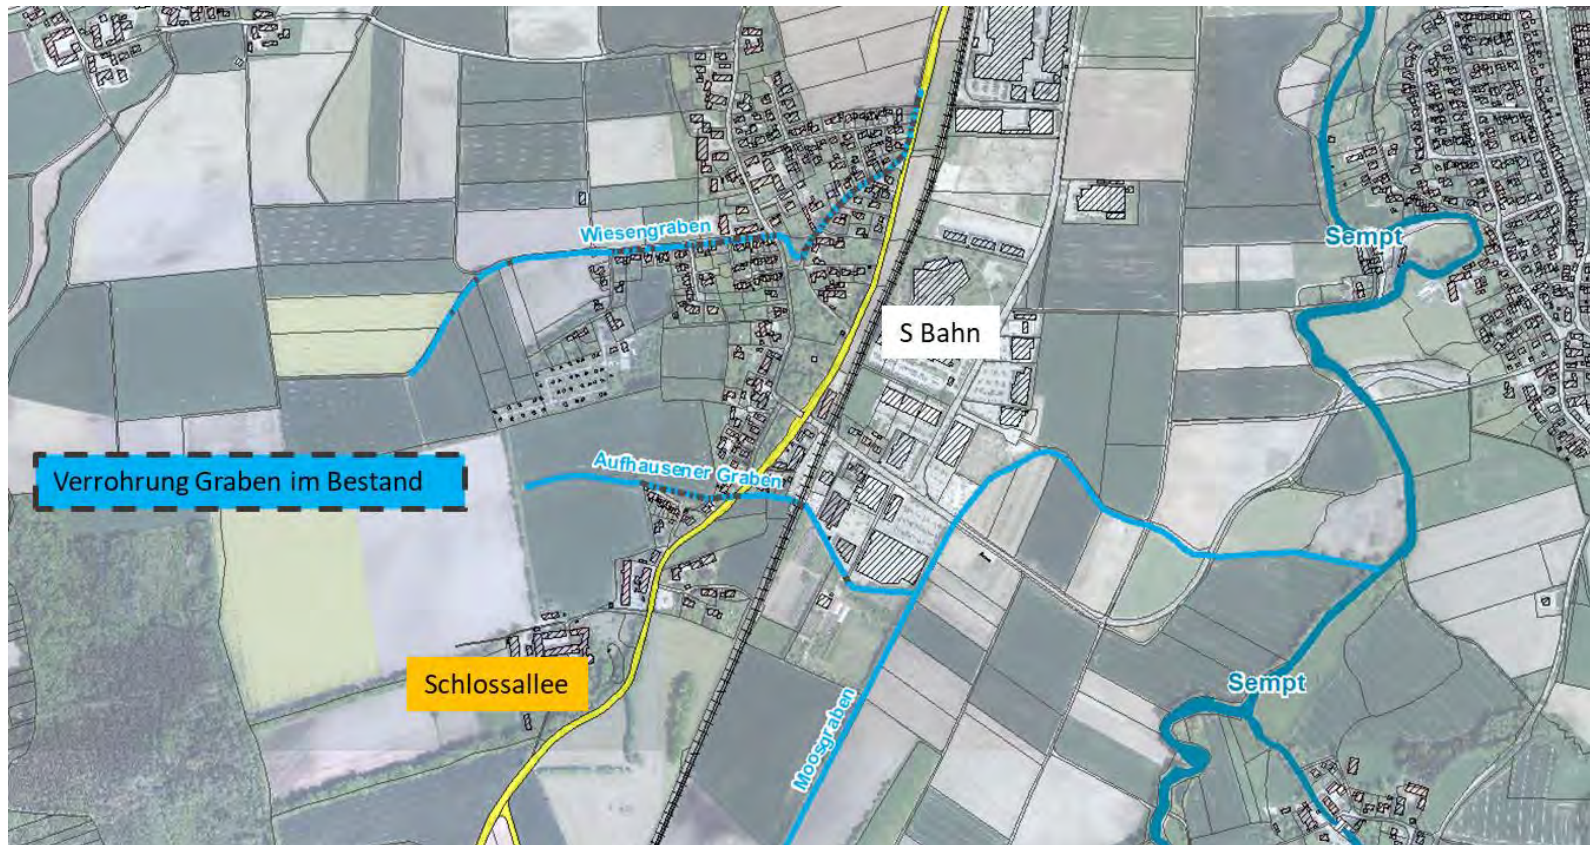 Wiesengraben
Sempt
S Bahn
Aufhausener Graben
Verrohrung Graben im Bestand
Schlossallee
Sempt
Moosgraben